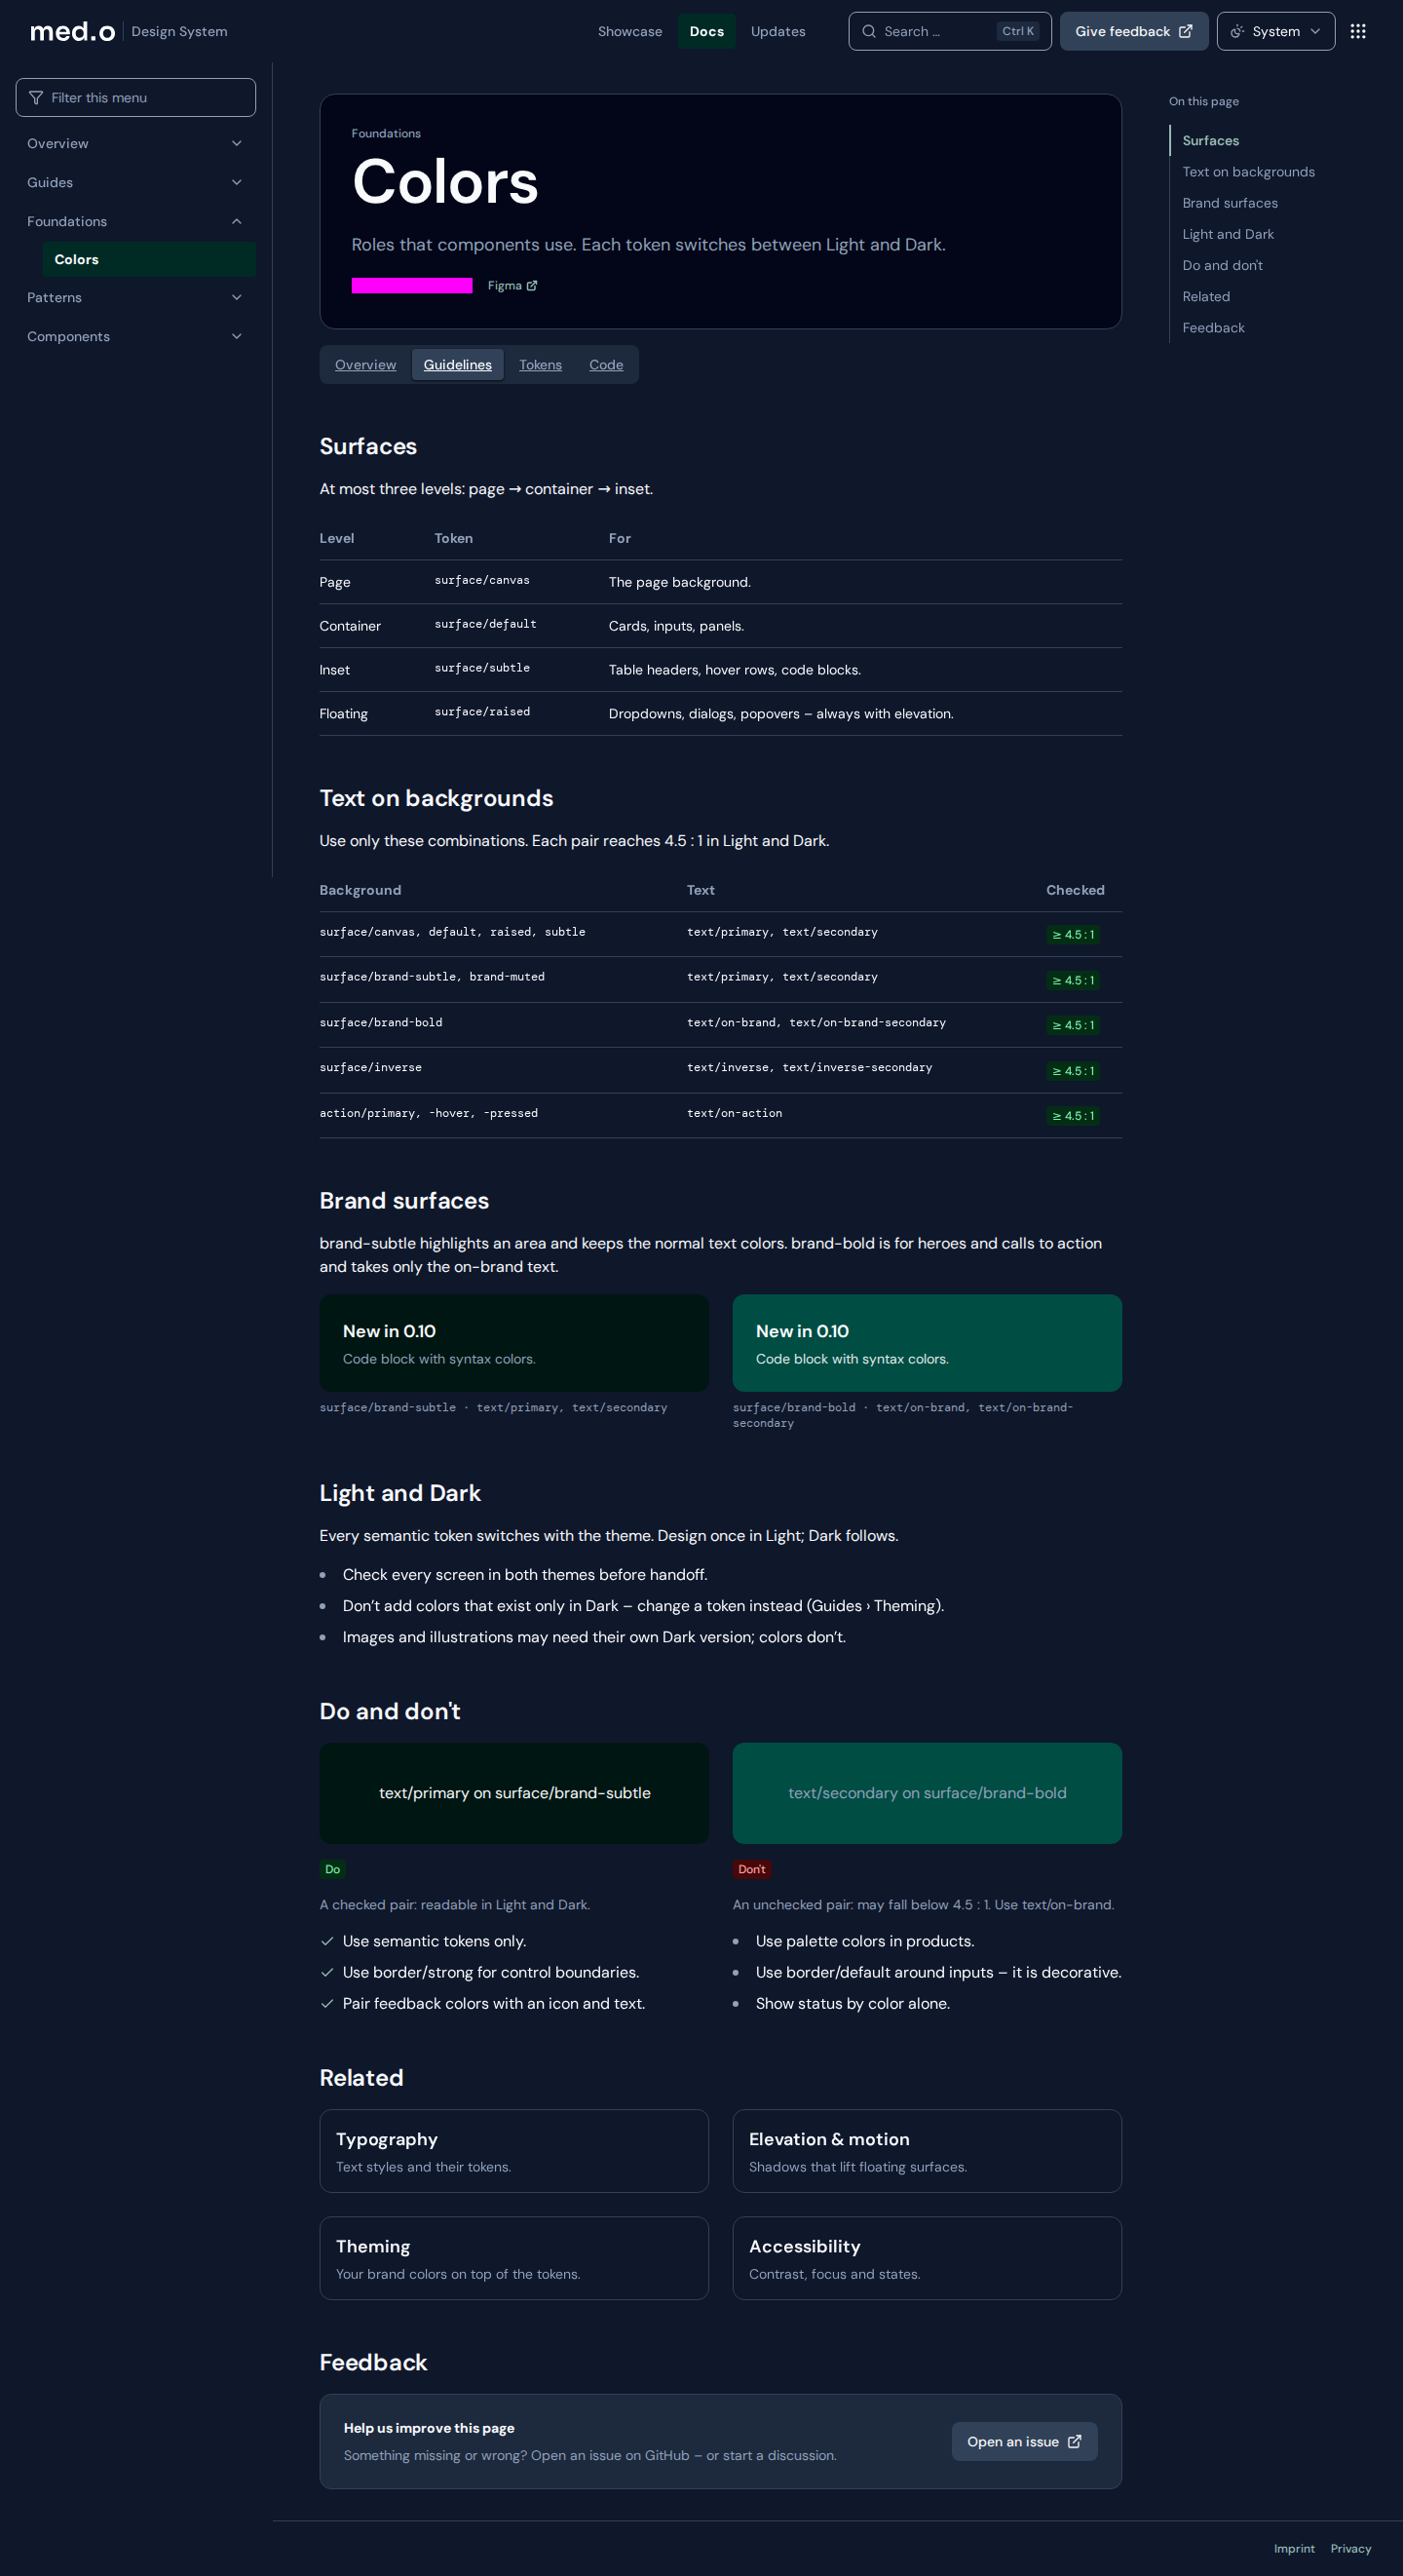 med.o
Design System
Showcase
Docs
Updates
Search …
Ctrl K
Give feedback
System
Filter this menu
Overview
Guides
Foundations
Colors
Patterns
Components
Foundations
Colors
Roles that components use. Each token switches between Light and Dark.
Figma
Overview
Guidelines
Tokens
Code
On this page
Surfaces
Text on backgrounds
Brand surfaces
Light and Dark
Do and don't
Related
Feedback
Surfaces
At most three levels: page → container → inset.
Level Token For
Page surface/canvas The page background.
Container surface/default Cards, inputs, panels.
Inset surface/subtle Table headers, hover rows, code blocks.
Floating surface/raised Dropdowns, dialogs, popovers – always with elevation.
Text on backgrounds
Use only these combinations. Each pair reaches 4.5 : 1 in Light and Dark.
Background Text Checked
surface/canvas, default, raised, subtle text/primary, text/secondary ≥ 4.5 : 1
surface/brand-subtle, brand-muted text/primary, text/secondary ≥ 4.5 : 1
surface/brand-bold text/on-brand, text/on-brand-secondary ≥ 4.5 : 1
surface/inverse text/inverse, text/inverse-secondary ≥ 4.5 : 1
action/primary, -hover, -pressed text/on-action ≥ 4.5 : 1
Brand surfaces
brand-subtle highlights an area and keeps the normal text colors. brand-bold is for heroes and calls to action
and takes only the on-brand text.
New in 0.10
Code block with syntax colors.
surface/brand-subtle · text/primary, text/secondary
New in 0.10
Code block with syntax colors.
surface/brand-bold · text/on-brand, text/on-brand-
secondary
Light and Dark
Every semantic token switches with the theme. Design once in Light; Dark follows.
Check every screen in both themes before handoff.
Don’t add colors that exist only in Dark – change a token instead (Guides › Theming).
Images and illustrations may need their own Dark version; colors don’t.
Do and don't
text/primary on surface/brand-subtle
Do
A checked pair: readable in Light and Dark.
Use semantic tokens only.
Use border/strong for control boundaries.
Pair feedback colors with an icon and text.
text/secondary on surface/brand-bold
Don't
An unchecked pair: may fall below 4.5 : 1. Use text/on-brand.
Use palette colors in products.
Use border/default around inputs – it is decorative.
Show status by color alone.
Related
Typography
Text styles and their tokens.
Elevation & motion
Shadows that lift floating surfaces.
Theming
Your brand colors on top of the tokens.
Accessibility
Contrast, focus and states.
Feedback
Help us improve this page
Something missing or wrong? Open an issue on GitHub – or start a discussion.
Open an issue
Imprint
Privacy